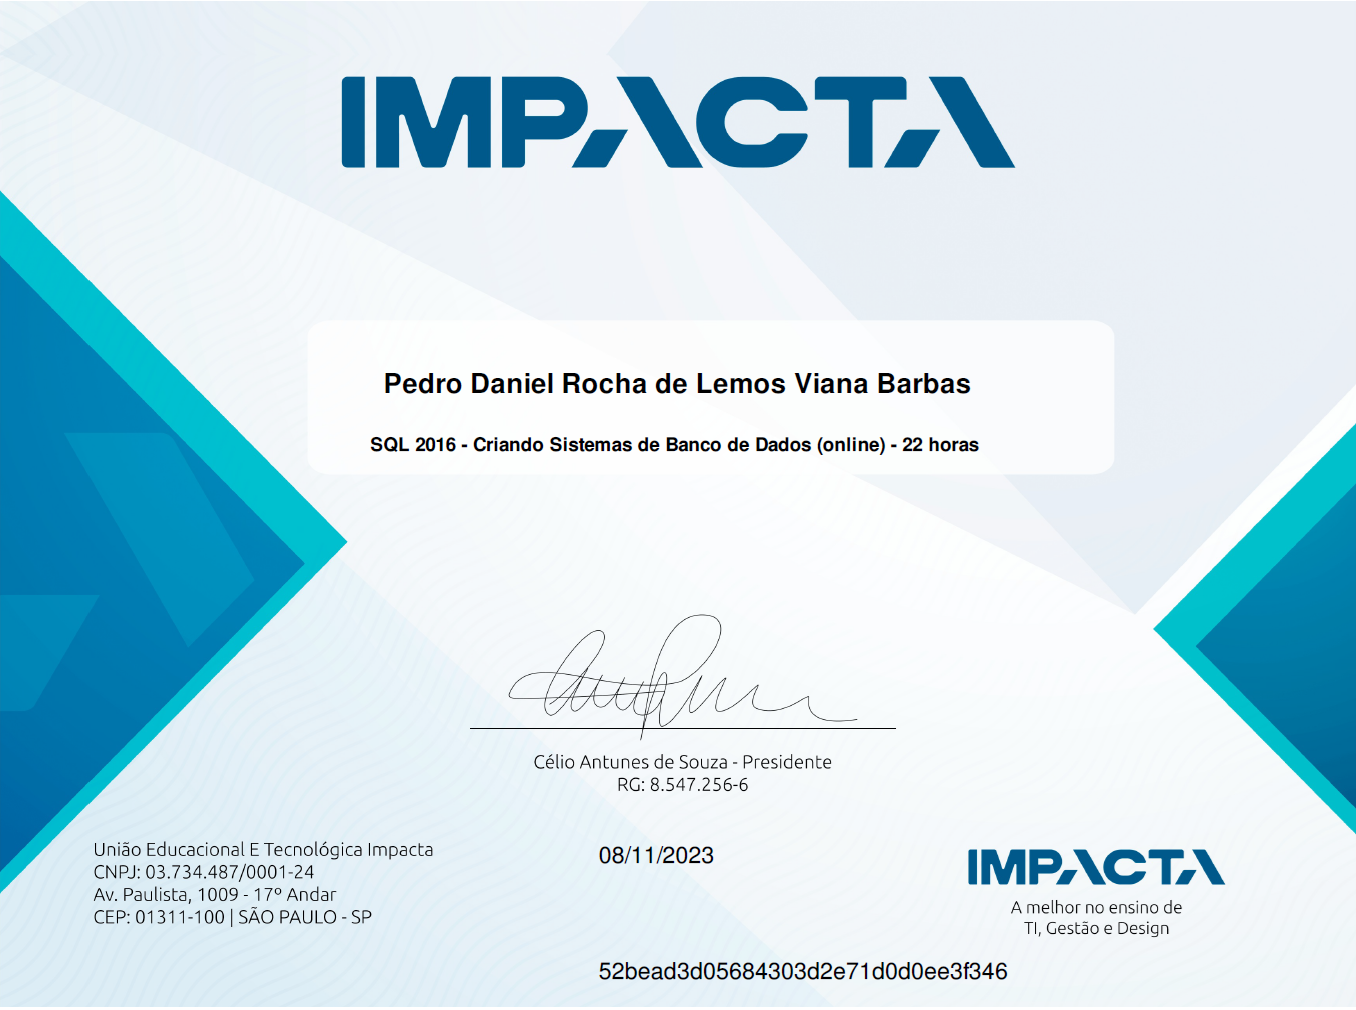 IMPACTA
Pedro Daniel Rocha de Lemos Viana Barbas
SQL 2016 - Criando Sistemas de Banco de Dados (online) - 22 horas
Célio Antunes de Souza - Presidente
RG: 8.547.256-6
União Educacional E Tecnológica Impacta
CNPJ: 03.734.487/0001-24
Av. Paulista, 1009 - 17º Andar
CEP: 01311-100 | SÃO PAULO - SP
08/11/2023
IMPACTA
A melhor no ensino de
TI, Gestão e Design
52bead3d05684303d2e71d0d0ee3f346